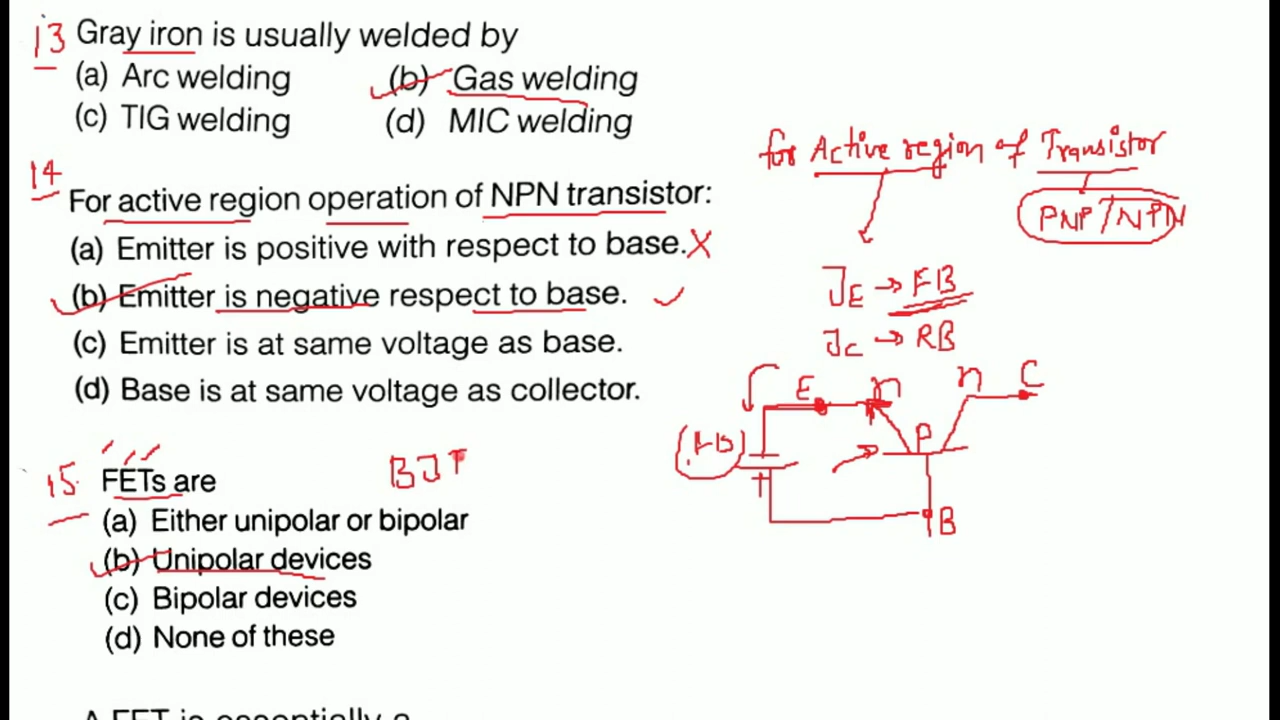 13 Gray iron is usually welded by
(a) Arc welding (b) Gas welding
(c) TIG welding (d) MIC welding
14
For active region operation of NPN transistor:
(a) Emitter is positive with respect to base. X
(b) Emitter is negative respect to base.
(c) Emitter is at same voltage as base.
(d) Base is at same voltage as collector.
15 FETs are
BJT
(a) Either unipolar or bipolar
(b) Unipolar devices
(c) Bipolar devices
(d) None of these
for Active region of Transistor
PNP/NPN
JE → FB
JC → RB
E n n C
(FB) P
+
B
A FET is essentially a